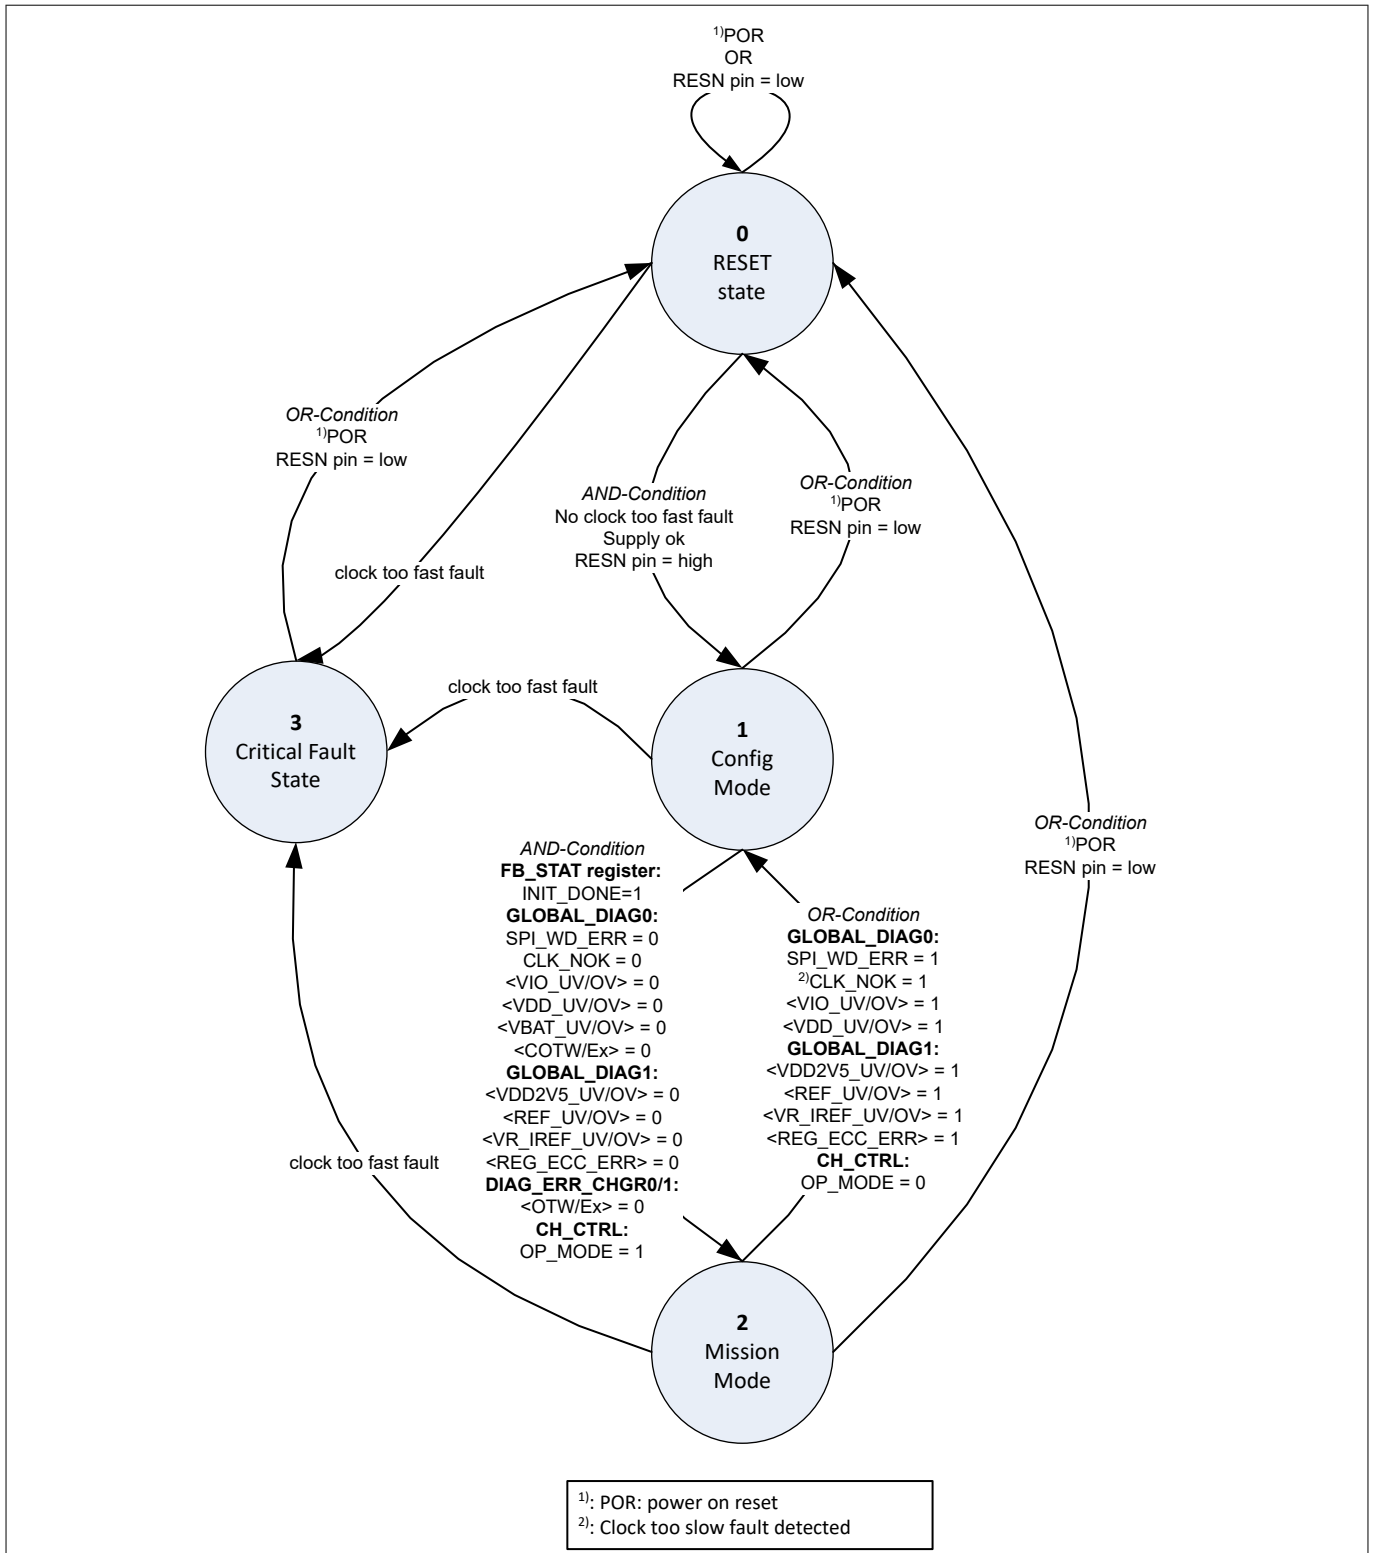 1)POR
OR
RESN pin = low
0
RESET
state
OR-Condition
1)POR
RESN pin = low
clock too fast fault
AND-Condition
No clock too fast fault
Supply ok
RESN pin = high
OR-Condition
1)POR
RESN pin = low
clock too fast fault
3
Critical Fault
State
1
Config
Mode
OR-Condition
1)POR
RESN pin = low
AND-Condition
FB_STAT register:
INIT_DONE=1
GLOBAL_DIAG0:
SPI_WD_ERR = 0
CLK_NOK = 0
<VIO_UV/OV> = 0
<VDD_UV/OV> = 0
<VBAT_UV/OV> = 0
<COTW/Ex> = 0
GLOBAL_DIAG1:
<VDD2V5_UV/OV> = 0
<REF_UV/OV> = 0
<VR_IREF_UV/OV> = 0
<REG_ECC_ERR> = 0
DIAG_ERR_CHGR0/1:
<OTW/Ex> = 0
CH_CTRL:
OP_MODE = 1
OR-Condition
GLOBAL_DIAG0:
SPI_WD_ERR = 1
2)CLK_NOK = 1
<VIO_UV/OV> = 1
<VDD_UV/OV> = 1
GLOBAL_DIAG1:
<VDD2V5_UV/OV> = 1
<REF_UV/OV> = 1
<VR_IREF_UV/OV> = 1
<REG_ECC_ERR> = 1
CH_CTRL:
OP_MODE = 0
clock too fast fault
2
Mission
Mode
1): POR: power on reset
2): Clock too slow fault detected